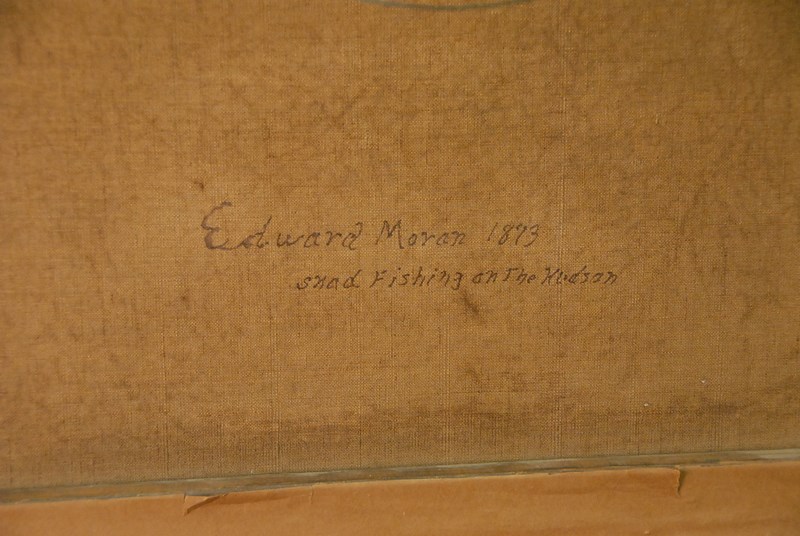 Edward Moran 1873
shad Fishing on The Hudson